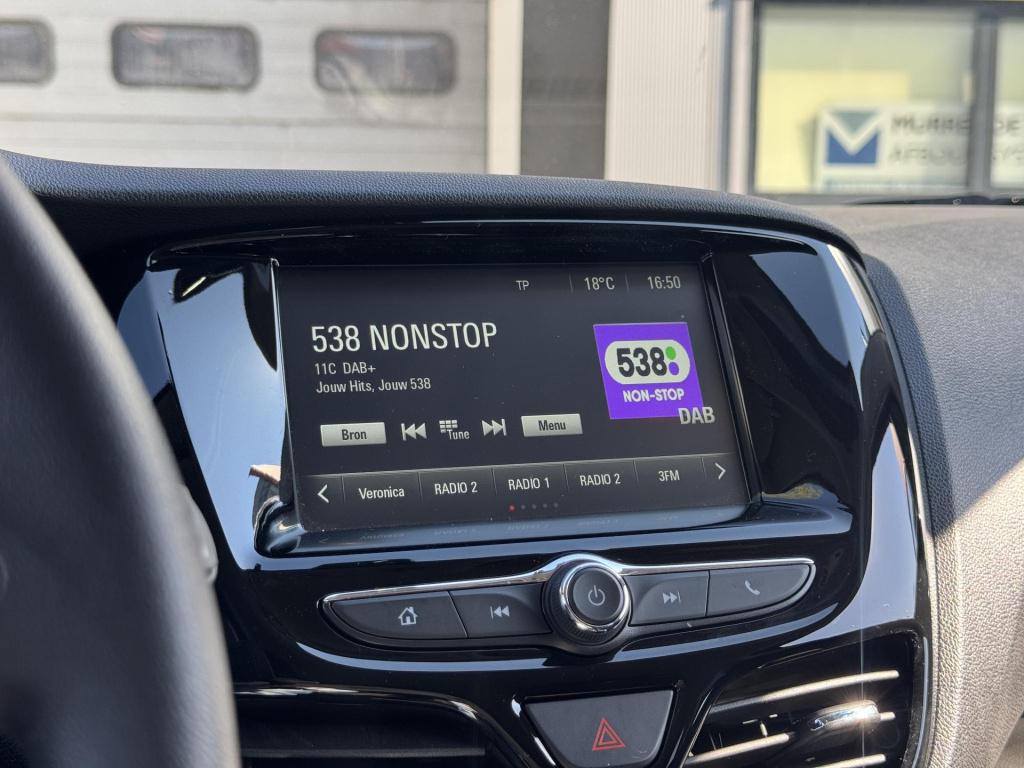 TP 18°C 16:50
538 NONSTOP
11C DAB+
Jouw Hits, Jouw 538
538
NON-STOP
DAB
Bron Tune Menu
Veronica RADIO 2 RADIO 1 RADIO 2 3FM